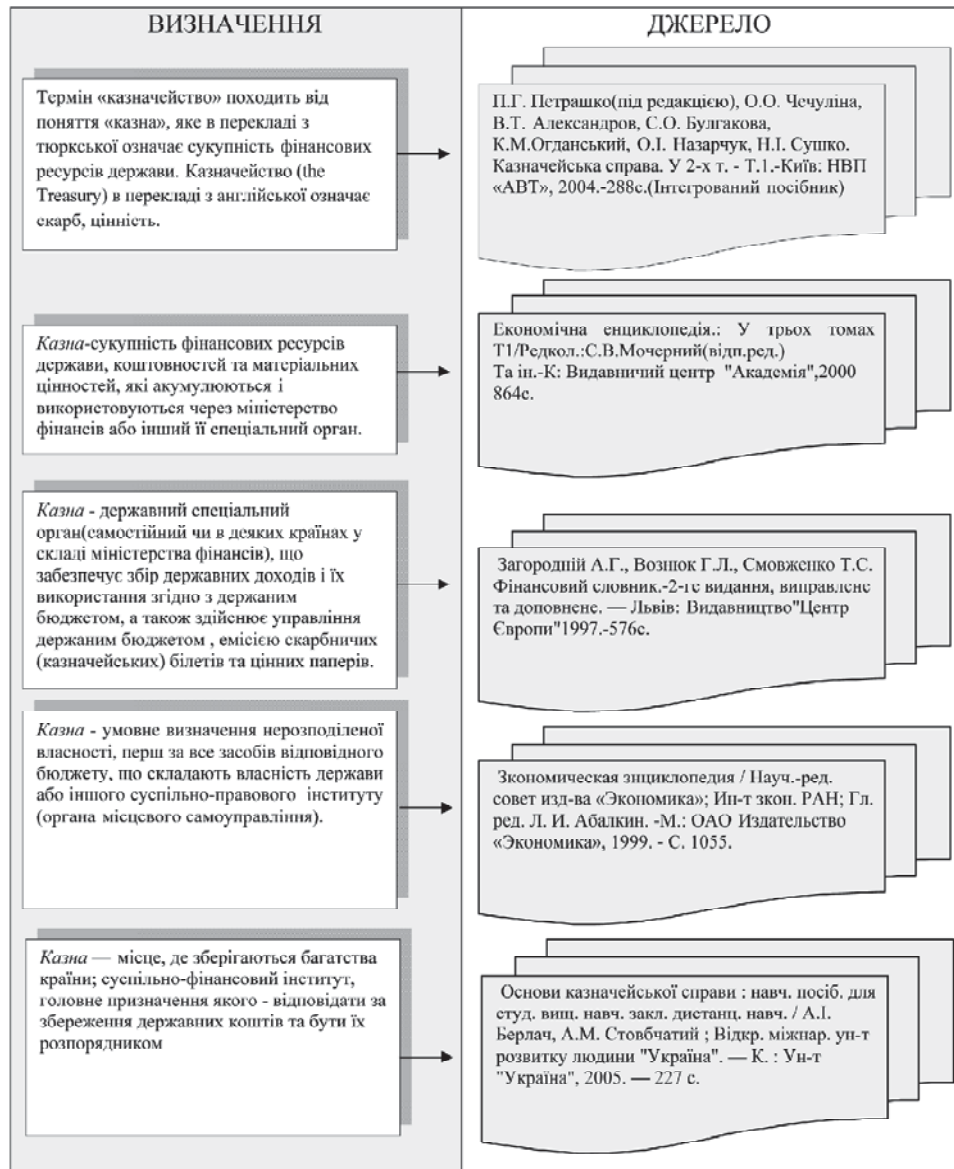 ВИЗНАЧЕННЯ
ДЖЕРЕЛО
Термін «казначейство» походить від
поняття «казна», яке в перекладі з
тюркської означає сукупність фінансових
ресурсів держави. Казначейство (the
Treasury) в перекладі з англійської означає
скарб, цінність.
П.Г. Петрашко(під редакцією), О.О. Чечуліна,
В.Т. Александров, С.О. Булгакова,
К.М.Огданський, О.І. Назарчук, Н.І. Сушко.
Казначейська справа. У 2-х т. - Т.1.-Київ: НВП
«АВТ», 2004.-288с.(Інтегрований посібник)
Казна-сукупність фінансових ресурсів
держави, коштовностей та матеріальних
цінностей, які акумулюються і
використовуються через міністерство
фінансів або інший її спеціальний орган.
Економічна енциклопедія.: У трьох томах
Т1/Редкол.:С.В.Мочерний(відп.ред.)
Та ін.-К: Видавничий центр "Академія",2000
864с.
Казна - державний спеціальний
орган(самостійний чи в деяких країнах у
складі міністерства фінансів), що
забезпечує збір державних доходів і їх
використання згідно з держаним
бюджетом, а також здійснює управління
держаним бюджетом , емісією скарбничих
(казначейських) білетів та цінних паперів.
Загородній А.Г., Вознюк Г.Л., Смовженко Т.С.
Фінансовий словник.-2-ге видання, виправлене
та доповнене. — Львів: Видавництво"Центр
Європи"1997.-576с.
Казна - умовне визначення нерозподіленої
власності, перш за все засобів відповідного
бюджету, що складають власність держави
або іншого суспільно-правового інституту
(органа місцевого самоуправління).
Зкономическая знциклопедия / Науч.-ред.
совет изд-ва «Экономика»; Ин-т зкон. РАН; Гл.
ред. Л. И. Абалкин. -М.: ОАО Издательство
«Экономика», 1999. - С. 1055.
Казна — місце, де зберігаються багатства
країни; суспільно-фінансовий інститут,
головне призначення якого - відповідати за
збереження державних коштів та бути їх
розпорядником
Основи казначейської справи : навч. посіб. для
студ. вищ. навч. закл. дистанц. навч. / А.І.
Берлач, А.М. Стовбчатий ; Відкр. міжнар. ун-т
розвитку людини "Україна". — К. : Ун-т
"Україна", 2005. — 227 с.